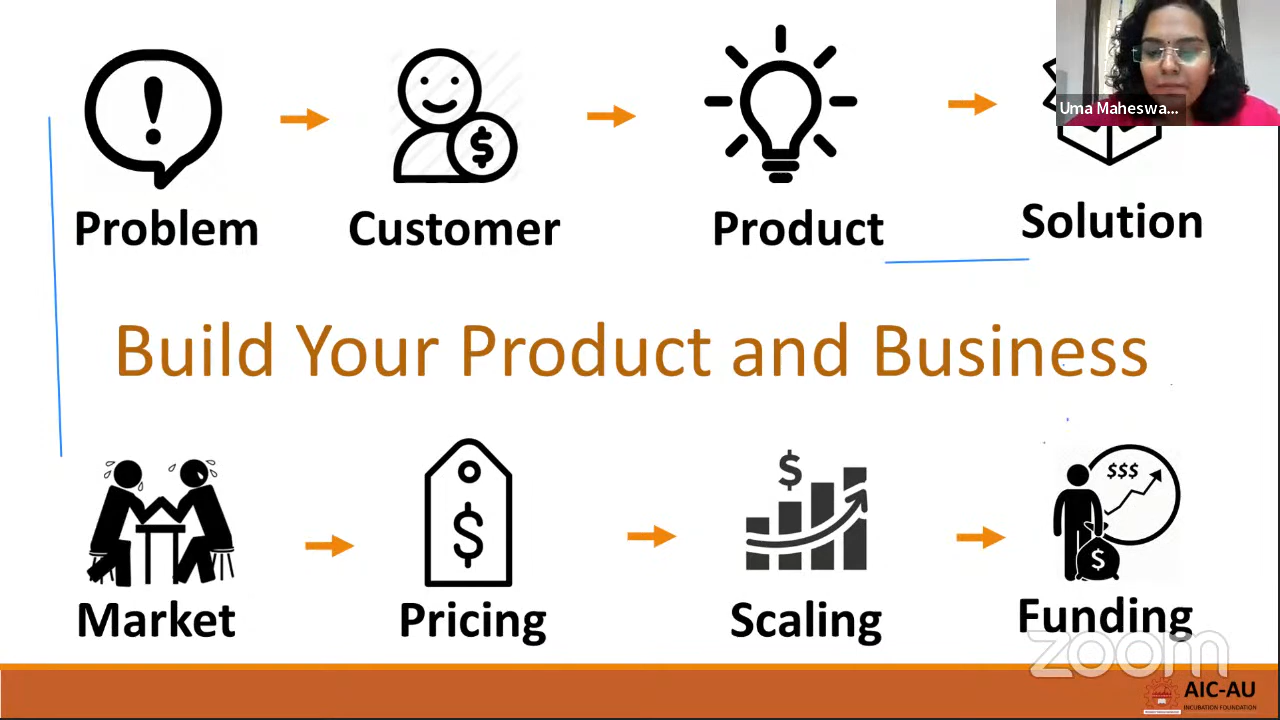 Uma Maheswa...
Problem
Customer
Product
Solution
Build Your Product and Business
$
$
$
$$$
$
Market
Pricing
Scaling
Funding
zoom
AIC-AU
INCUBATION FOUNDATION